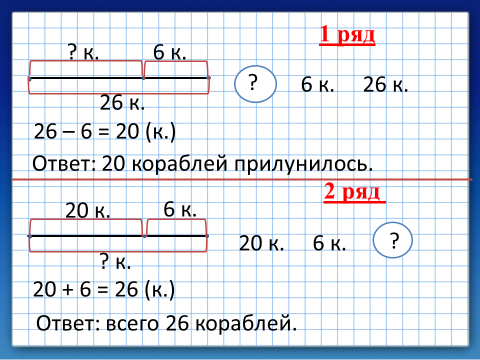 1 ряд
? к. 6 к.
? 6 к. 26 к.
26 к.
26 – 6 = 20 (к.)
Ответ: 20 кораблей прилунилось.
2 ряд
20 к. 6 к.
20 к. 6 к. ?
? к.
20 + 6 = 26 (к.)
Ответ: всего 26 кораблей.